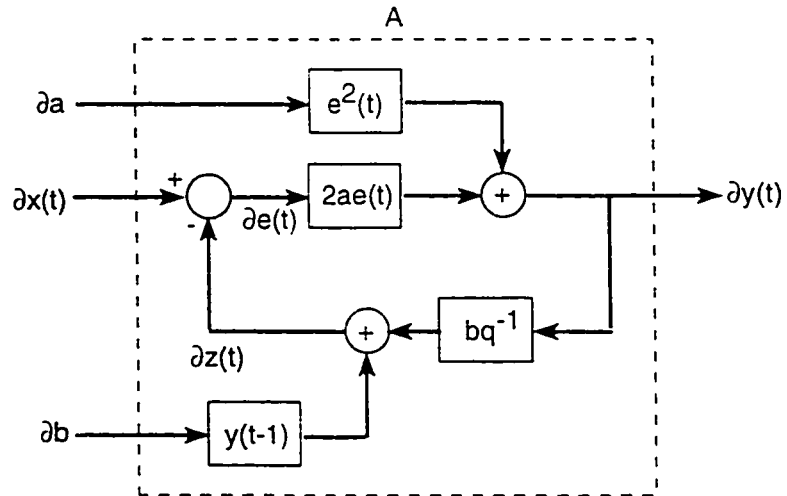 A
∂a
e²(t)
∂x(t)
+
-
∂e(t)
2ae(t)
+
∂y(t)
∂z(t)
+
bq⁻¹
∂b
y(t-1)